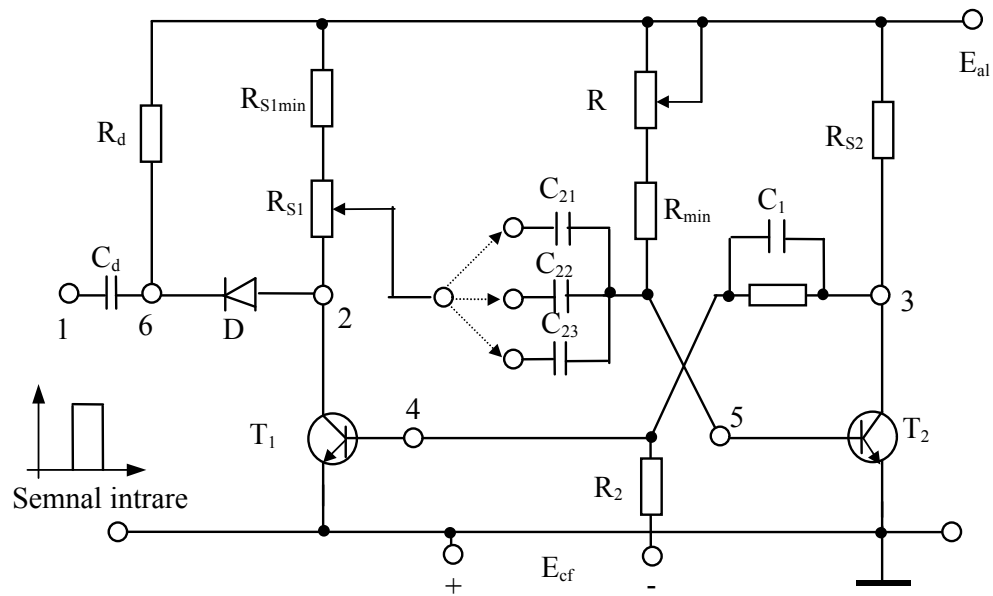 E_al
R_S1min
R
R_d
R_S2
C_21
C_1
R_S1
R_min
C_d
C_22
1
6
D
2
C_23
3
4
5
T_1
T_2
Semnal intrare
R_2
+
E_cf
-